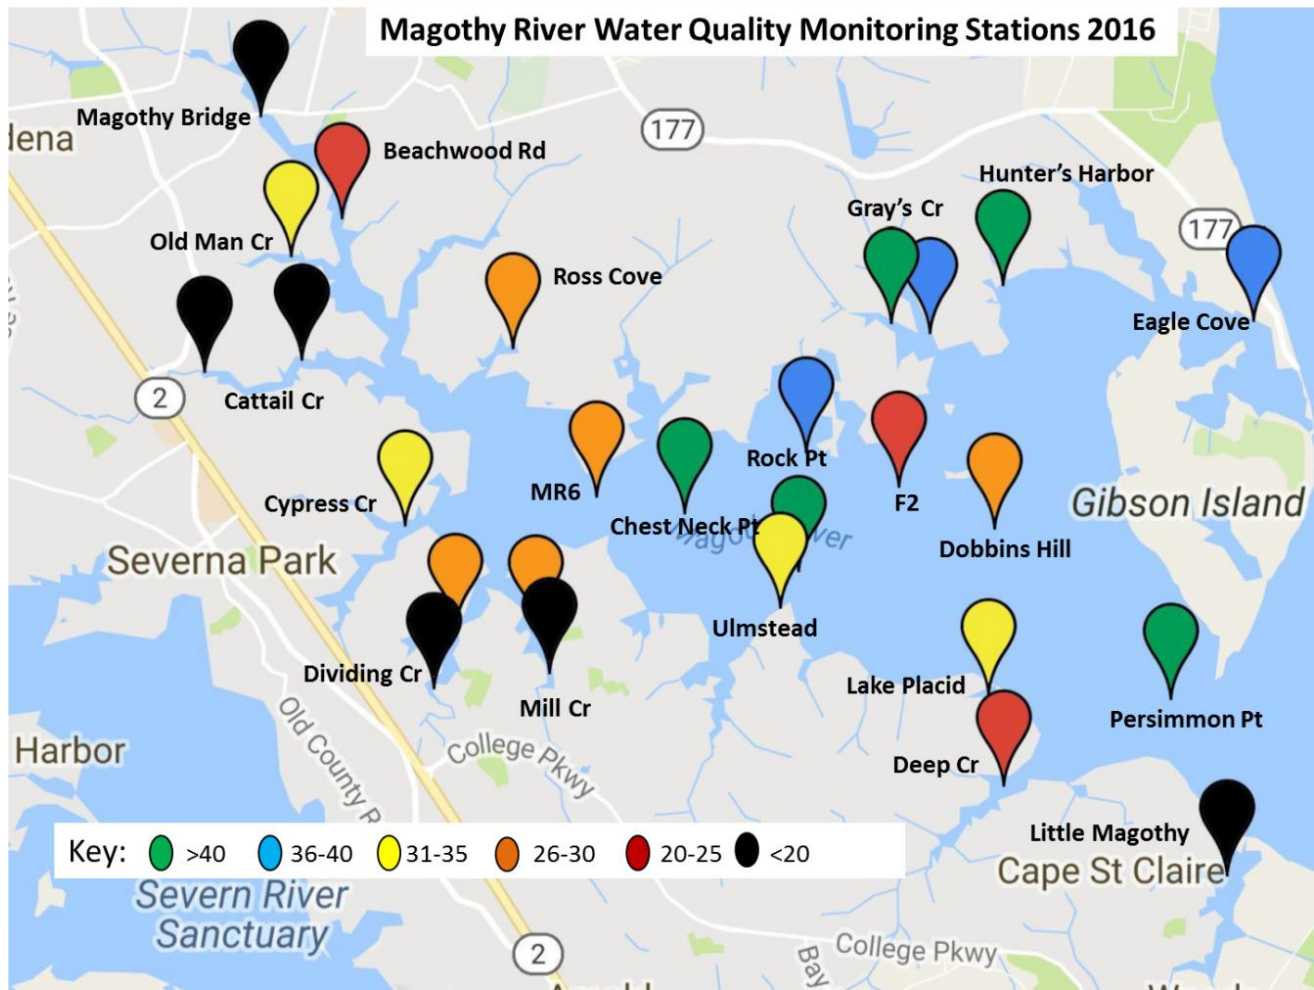 Magothy River Water Quality Monitoring Stations 2016
Magothy Bridge
dena
Beachwood Rd
177
Hunter's Harbor
Gray's Cr
177
Old Man Cr
Ross Cove
Eagle Cove
2
Cattail Cr
Rock Pt
MR6
F2
Cypress Cr
Chest Neck Pt
Gibson Island
Dobbins Hill
Severna Park
Ulmstead
Dividing Cr
Lake Placid
Mill Cr
Persimmon Pt
Harbor
Old County R
College Pkwy
Deep Cr
Little Magothy
Key: >40 36-40 31-35 26-30 20-25 <20
Cape St Claire
Severn River
Sanctuary
2
College Pkwy
Bay